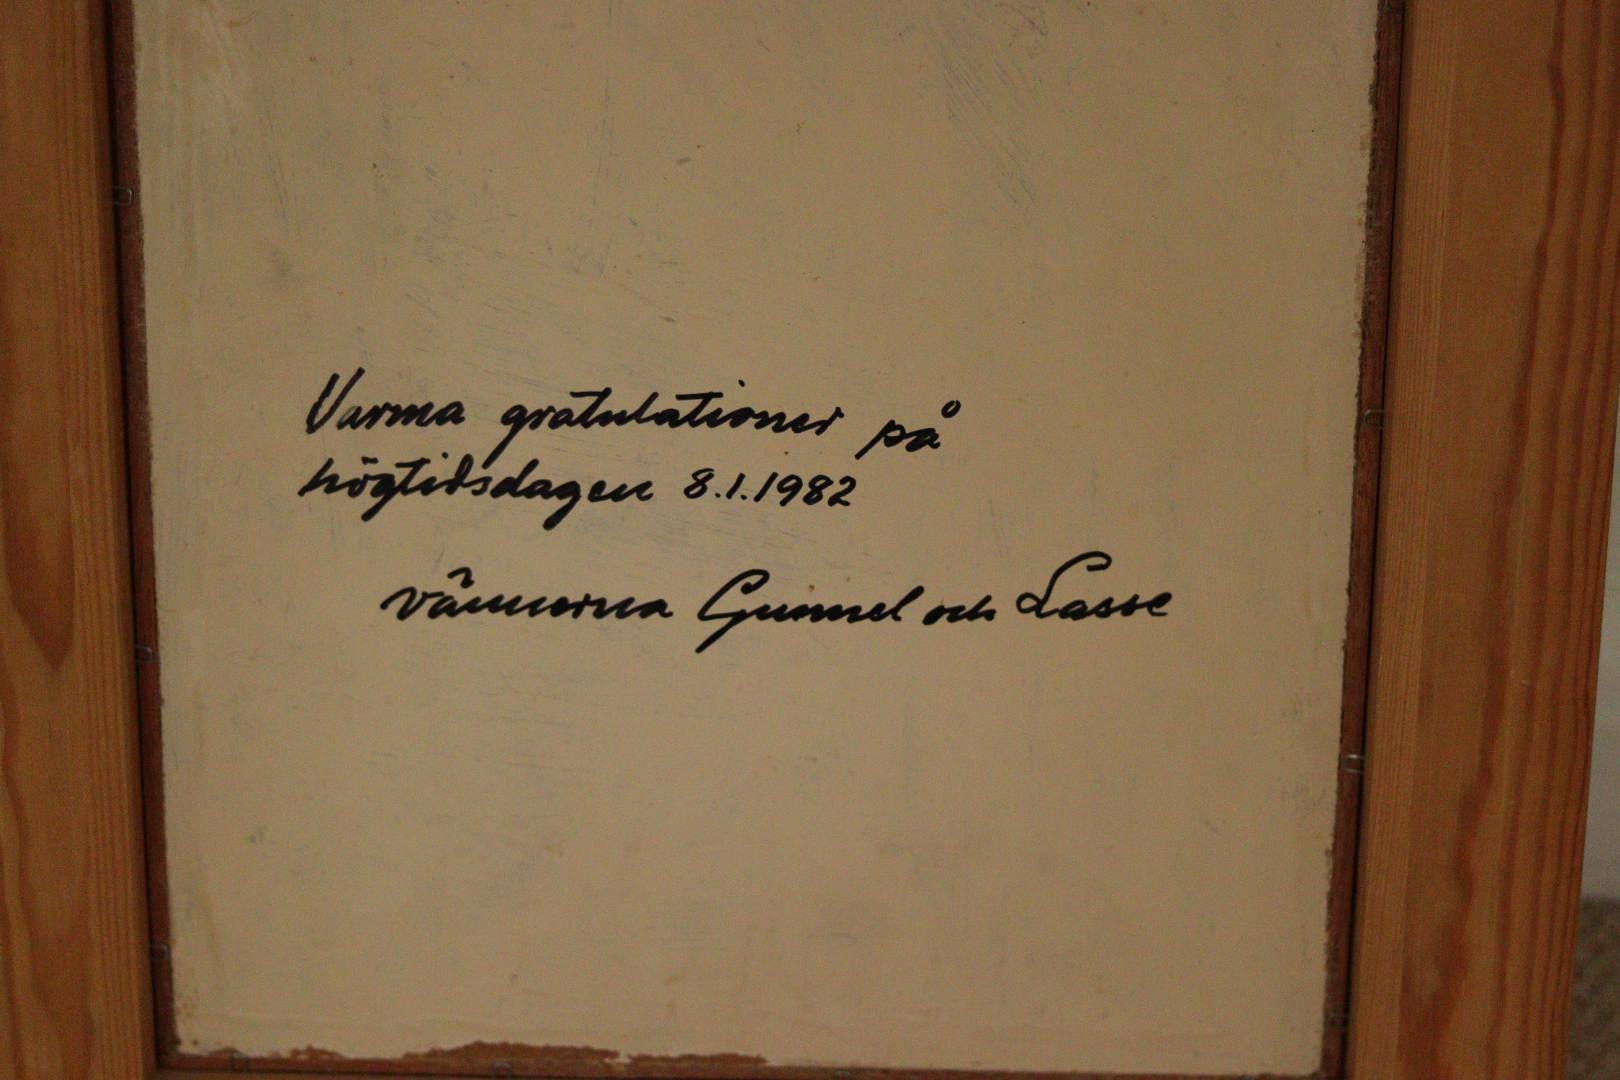 Varma gratulationer på
högtidsdagen 8.1.1982
vännerna Gunnel och Lasse